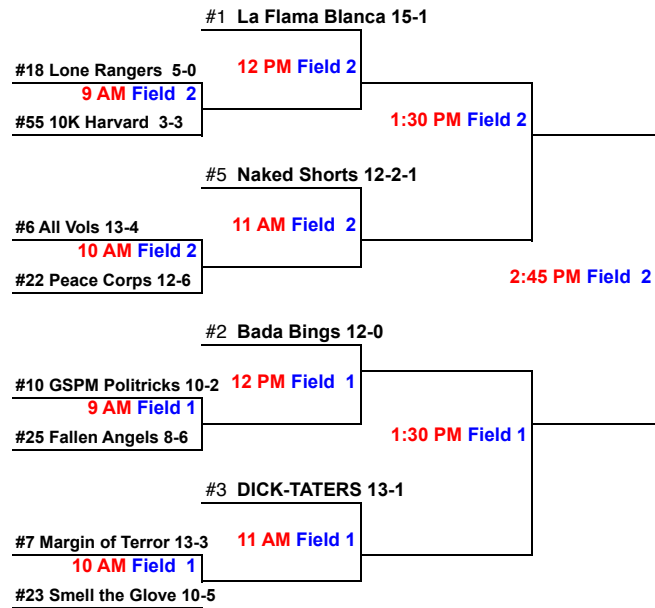 #1 La Flama Blanca 15-1
#18 Lone Rangers 5-0
12 PM Field 2
9 AM Field 2
#55 10K Harvard 3-3
1:30 PM Field 2
#5 Naked Shorts 12-2-1
#6 All Vols 13-4
11 AM Field 2
10 AM Field 2
#22 Peace Corps 12-6
2:45 PM Field 2
#2 Bada Bings 12-0
#10 GSPM Politricks 10-2
12 PM Field 1
9 AM Field 1
#25 Fallen Angels 8-6
1:30 PM Field 1
#3 DICK-TATERS 13-1
#7 Margin of Terror 13-3
11 AM Field 1
10 AM Field 1
#23 Smell the Glove 10-5